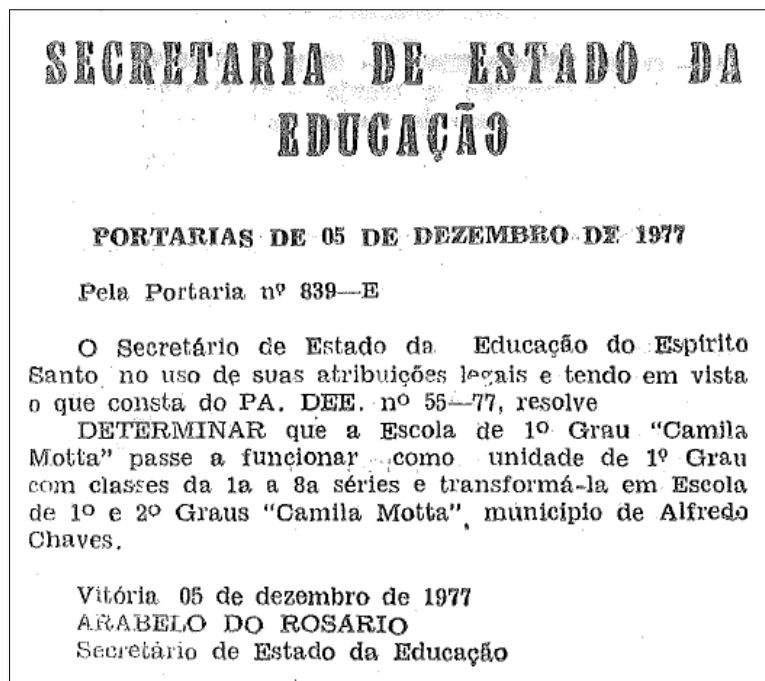 SECRETARIA DE ESTADO DA
EDUCAÇÃO
PORTARIAS DE 05 DE DEZEMBRO DE 1977
Pela Portaria nº 839—E
O Secretário de Estado da Educação do Espírito
Santo no uso de suas atribuições legais e tendo em vista
o que consta do PA. DEE. nº 55—77, resolve
DETERMINAR que a Escola de 1º Grau "Camila
Motta" passe a funcionar como unidade de 1º Grau
com classes da 1a a 8a séries e transformá-la em Escola
de 1º e 2º Graus "Camila Motta", município de Alfredo
Chaves.
Vitória 05 de dezembro de 1977
ARABELO DO ROSÁRIO
Secretário de Estado da Educação